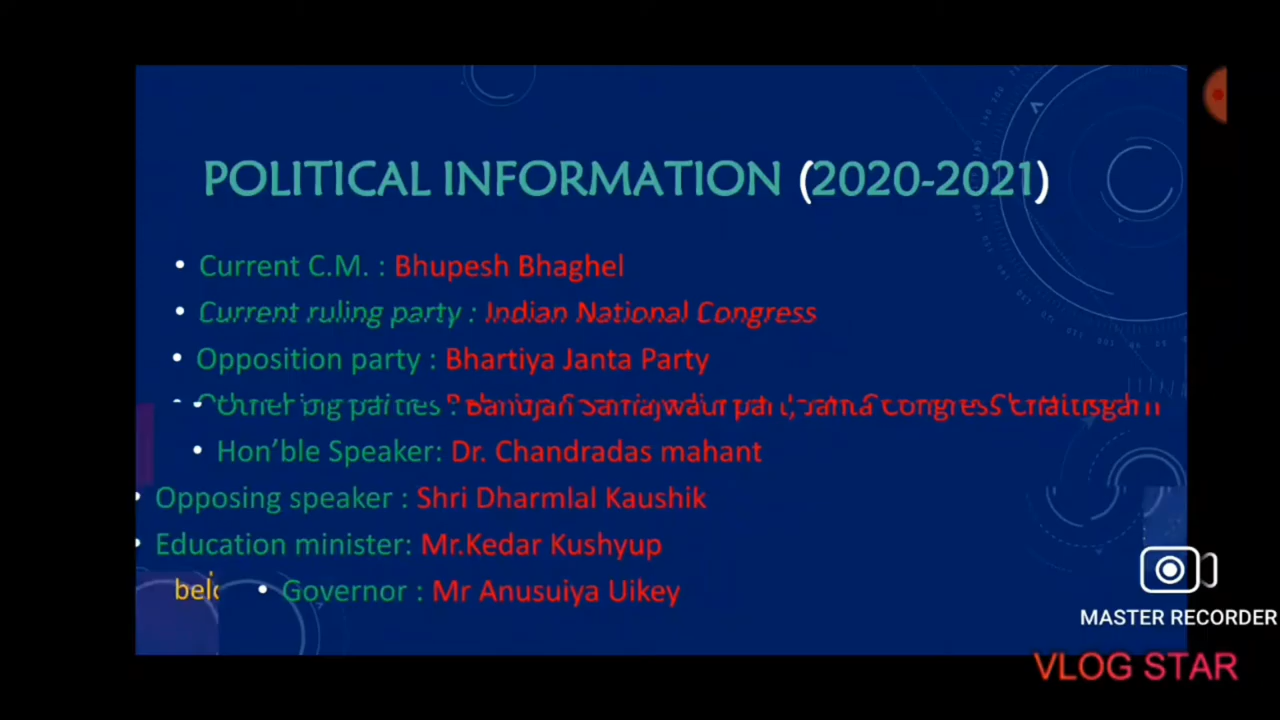 POLITICAL INFORMATION (2020-2021)
• Current C.M. : Bhupesh Bhaghel
• Current ruling party : Indian National Congress
• Opposition party : Bhartiya Janta Party
• Hon’ble Speaker: Dr. Chandradas mahant
• Opposing speaker : Shri Dharmlal Kaushik
• Education minister: Mr.Kedar Kushyup
• Governor : Mr Anusuiya Uikey
MASTER RECORDER
VLOG STAR